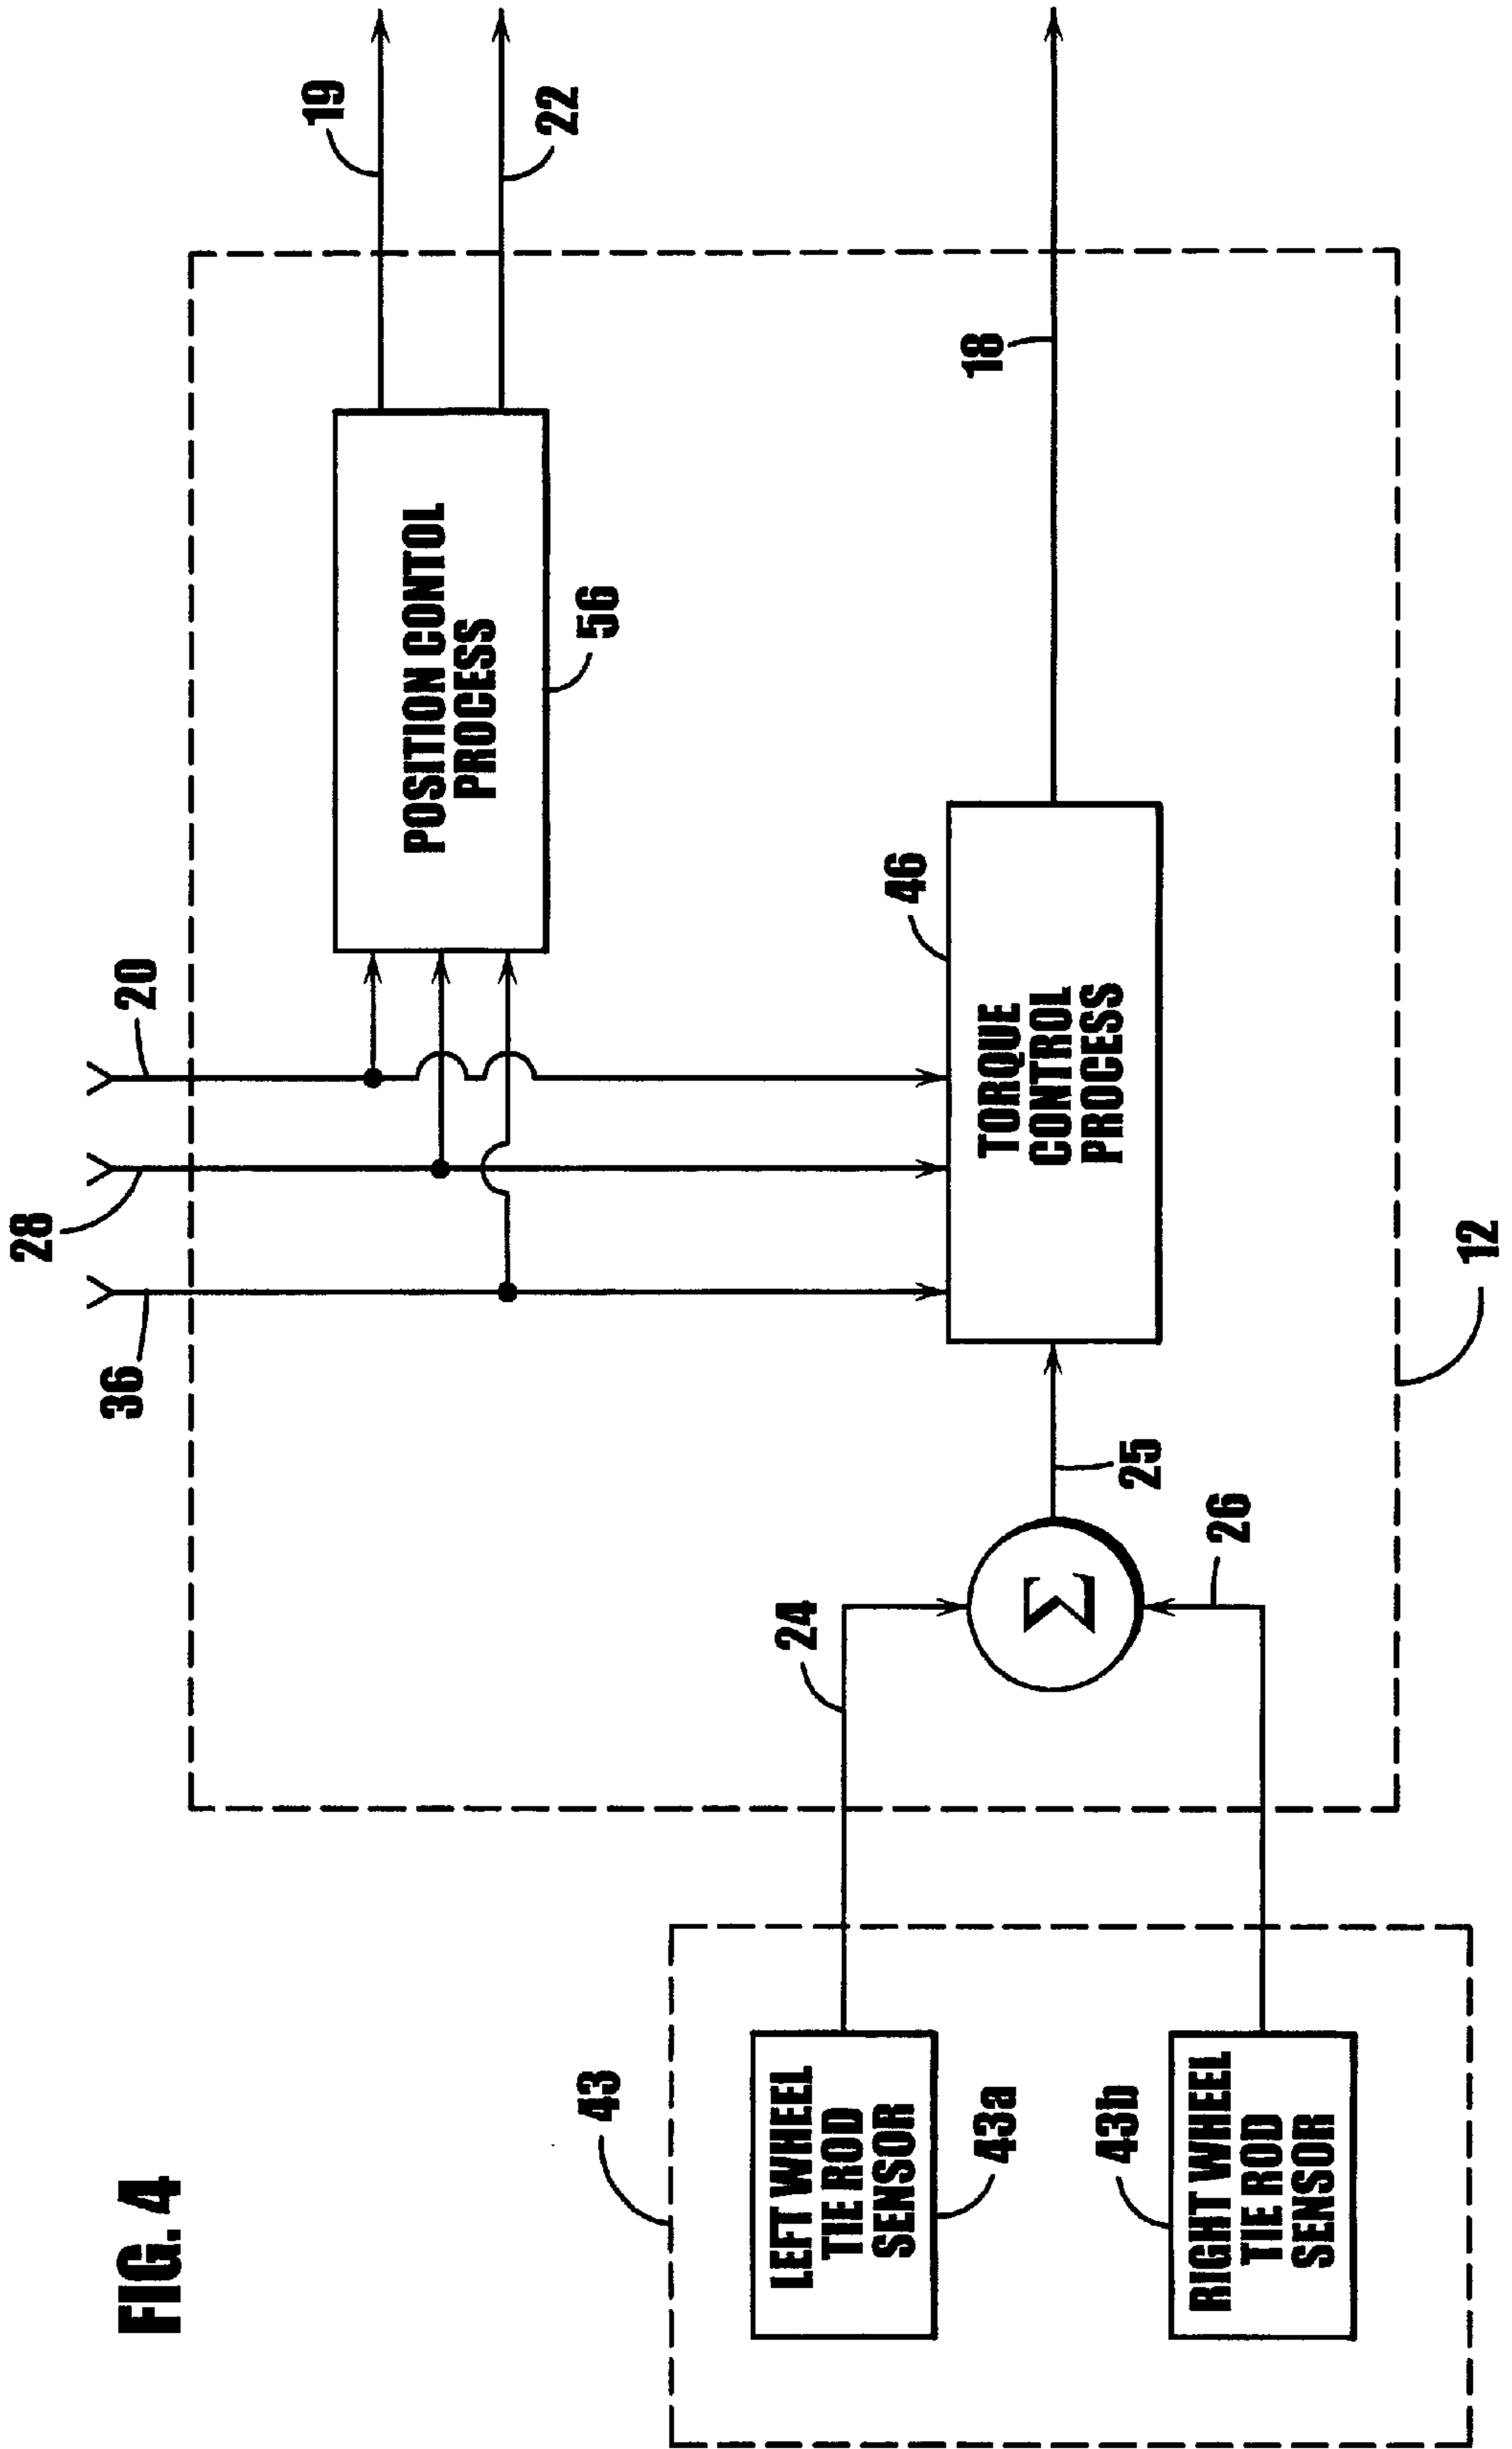 FIG. 4
36
28
20
19
22
POSITION CONTOL
PROCESS
56
18
46
TORQUE
CONTROL
PROCESS
43
24
Σ
25
26
LEFT WHEEL
TIE ROD
SENSOR
43a
43b
RIGHT WHEEL
TIE ROD
SENSOR
12